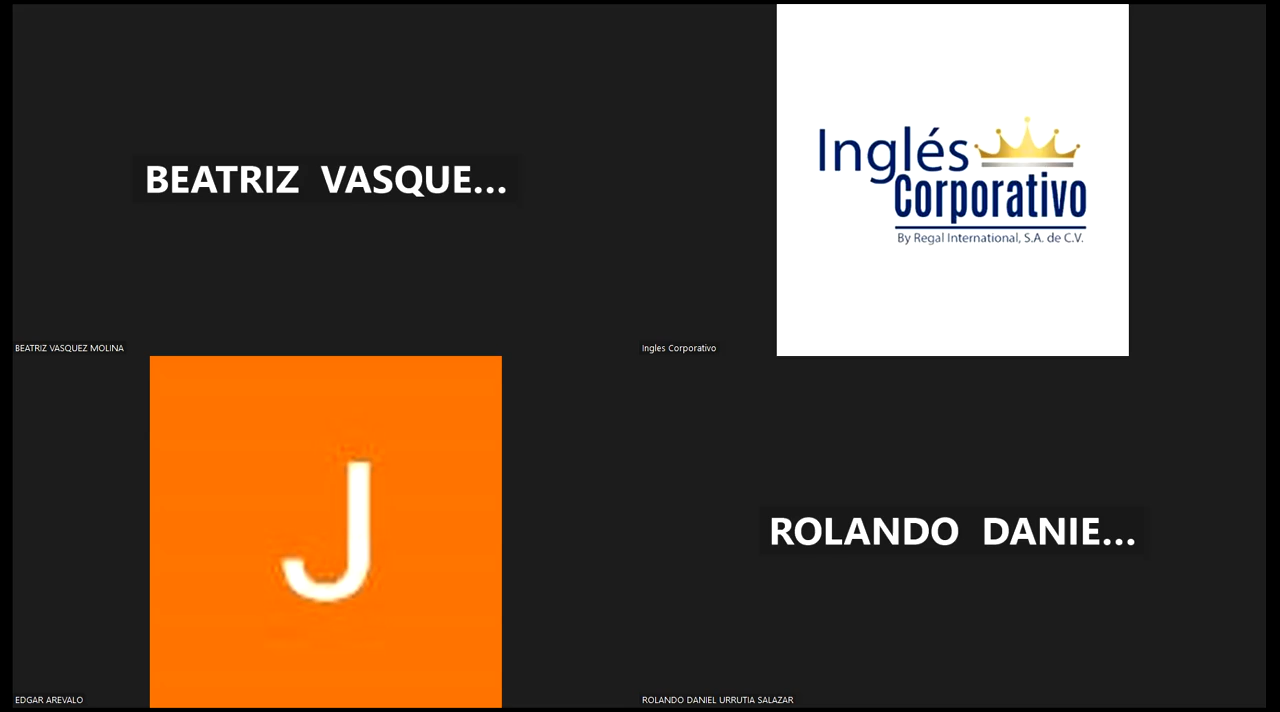 BEATRIZ VASQUE...
BEATRIZ VASQUEZ MOLINA
Inglés
Corporativo
By Regal International, S.A. de C.V.
Ingles Corporativo
J
EDGAR AREVALO
ROLANDO DANIE...
ROLANDO DANIEL URRUTIA SALAZAR